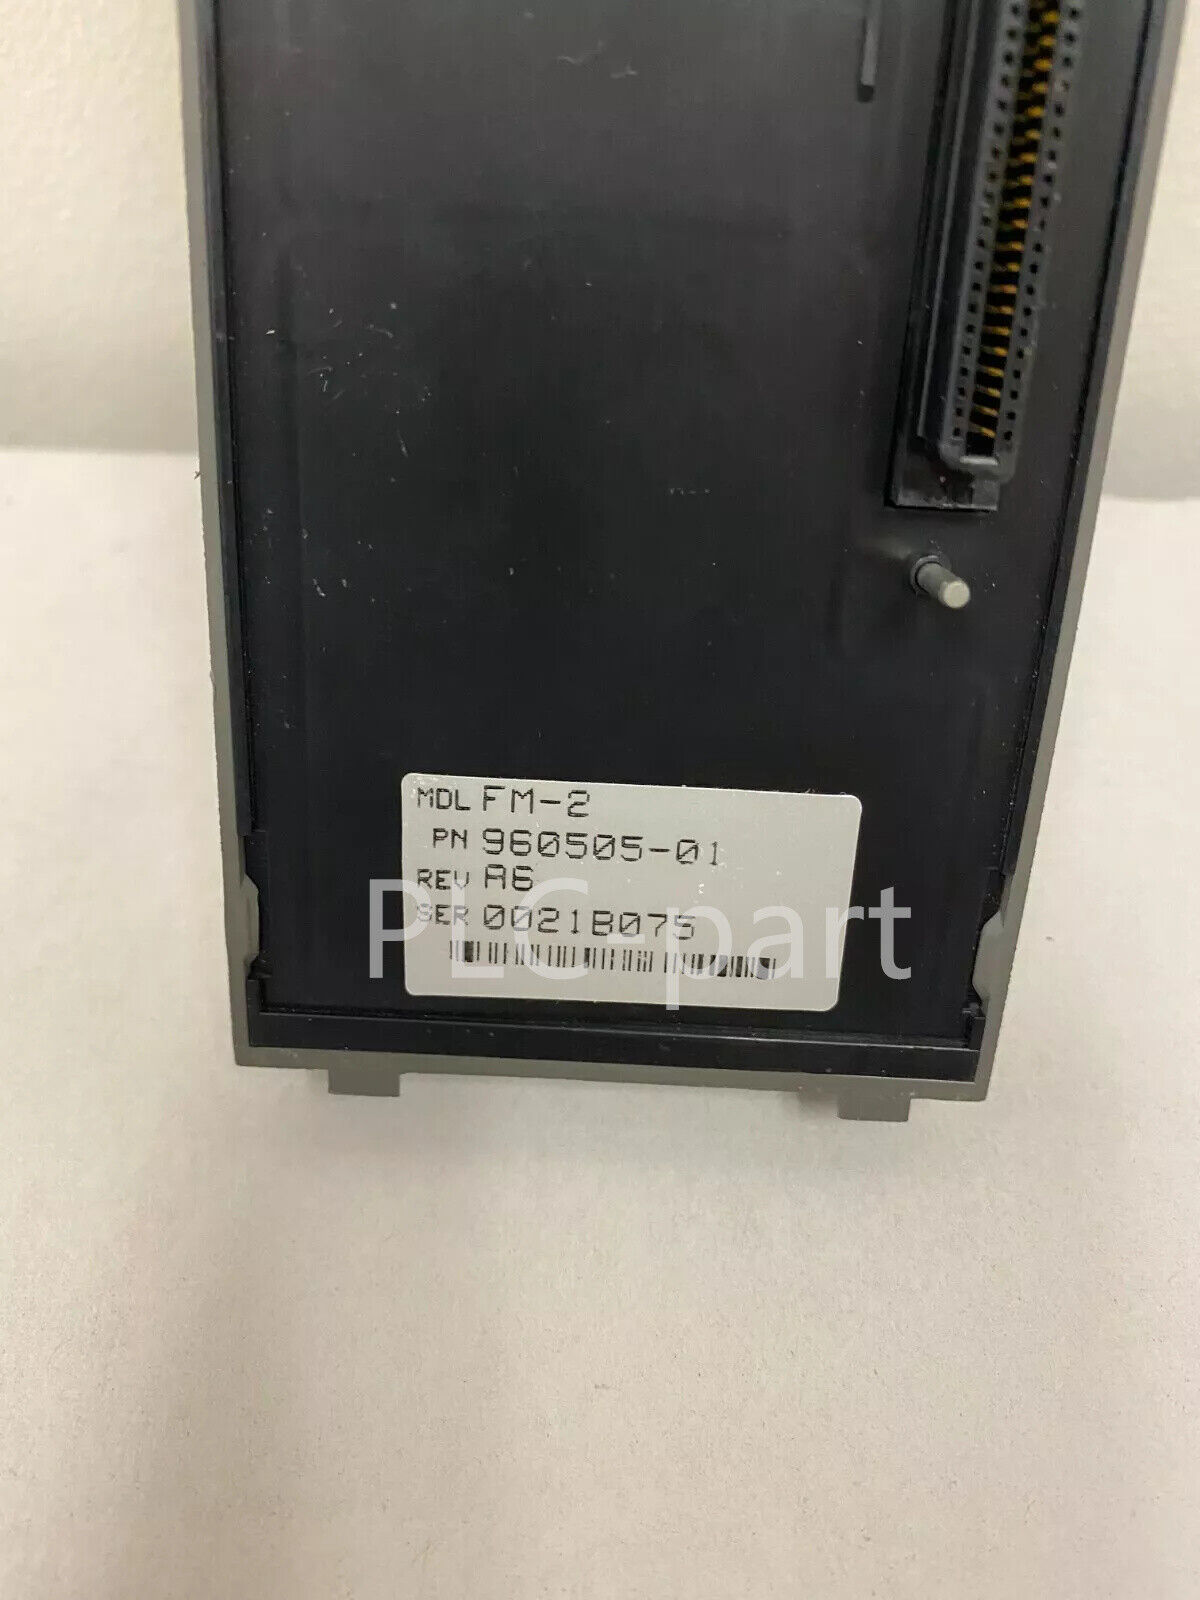 MDL FM-2
PN 960505-01
REV A6
SER 0021B075
PLC-part